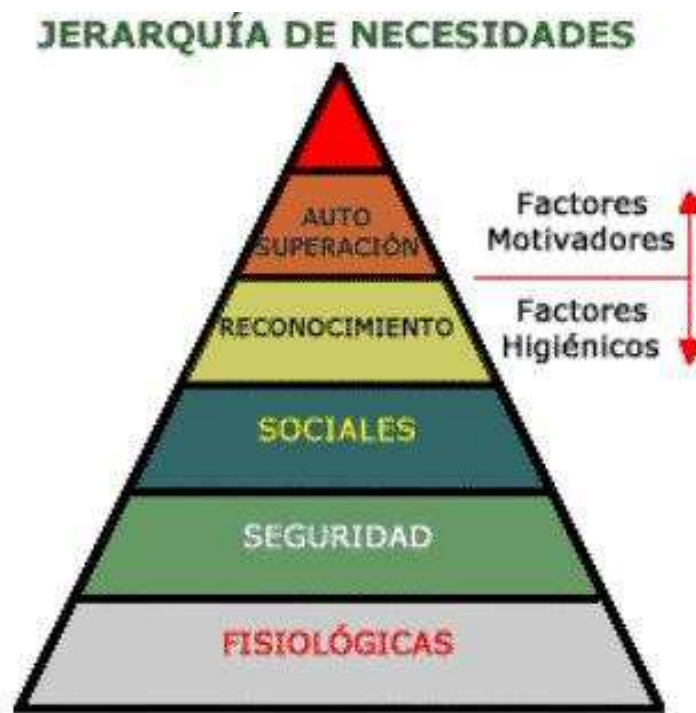 JERARQUÍA DE NECESIDADES
AUTO
SUPERACIÓN
Factores
Motivadores
RECONOCIMIENTO
Factores
Higiénicos
SOCIALES
SEGURIDAD
FISIOLÓGICAS